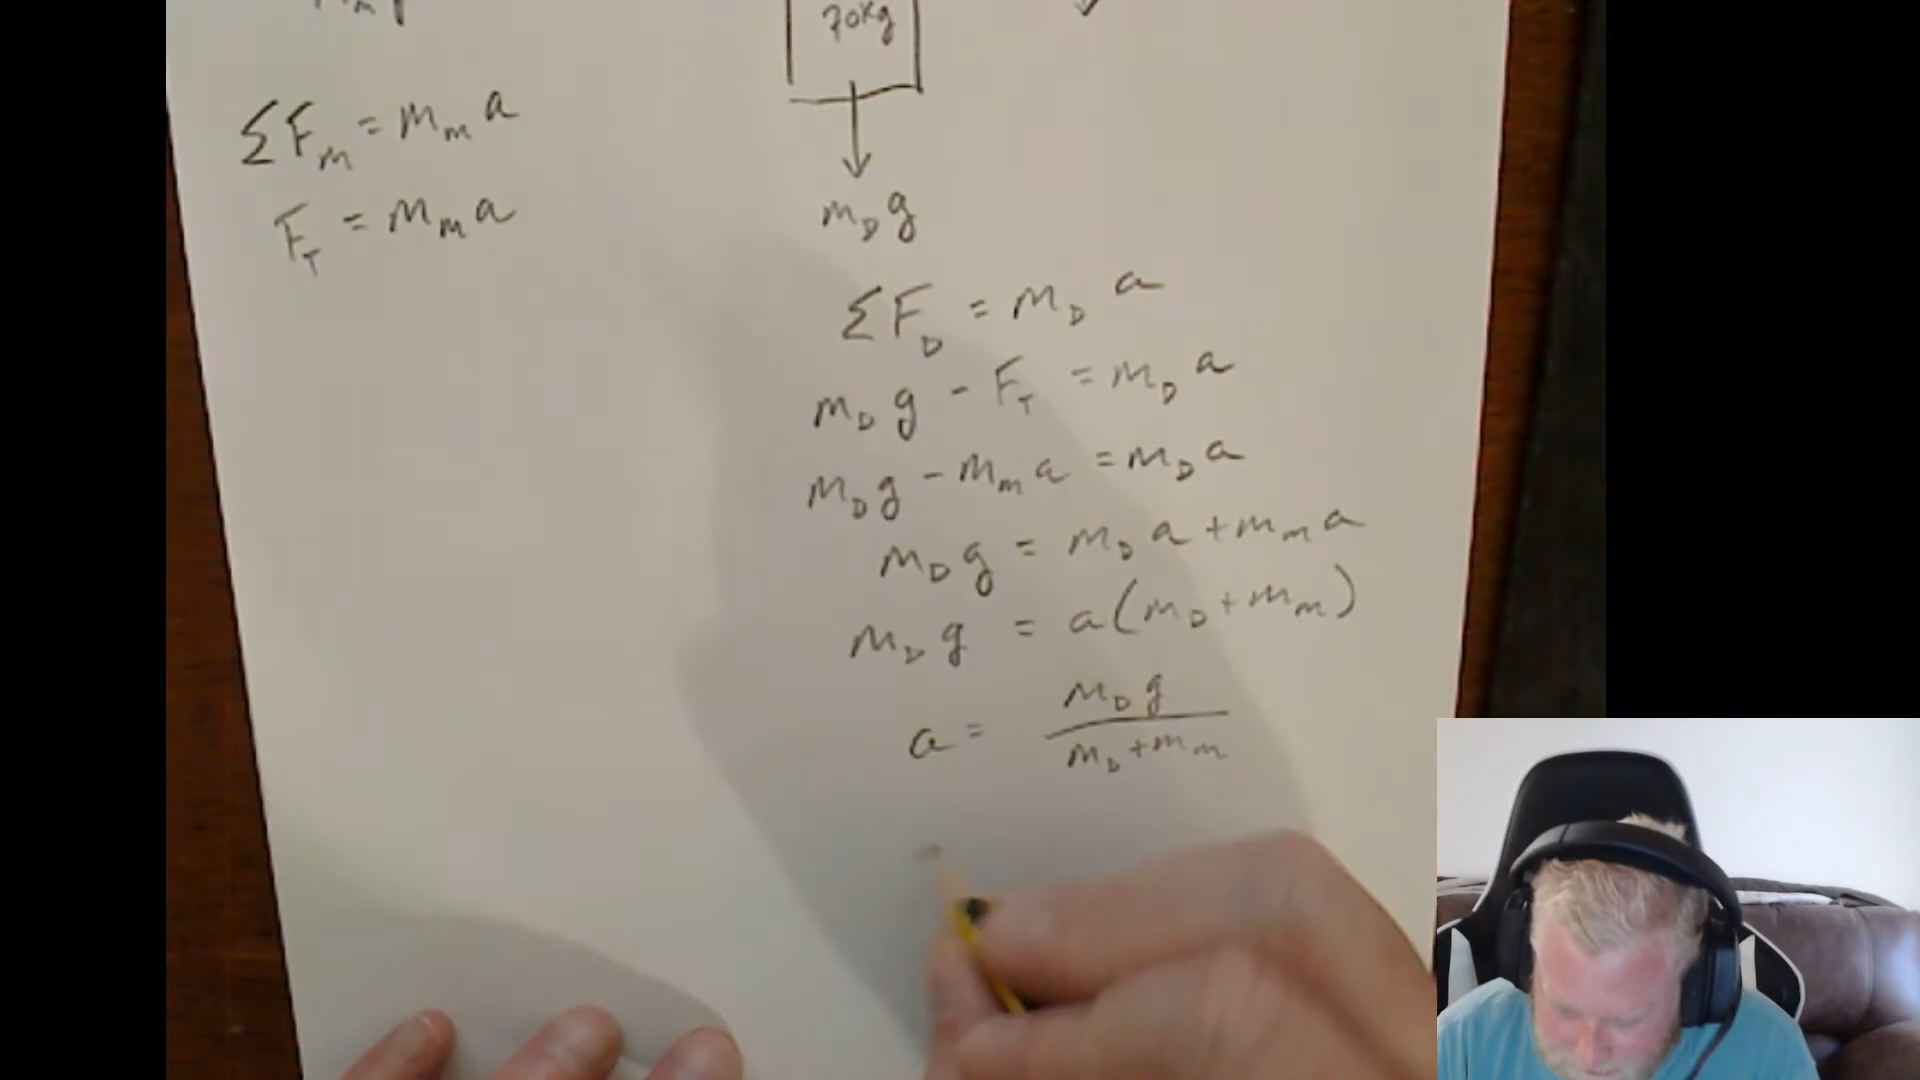 70kg
ΣF_m = m_m a
F_T = m_m a
m_D g
ΣF_D = m_D a
m_D g - F_T = m_D a
m_D g - m_m a = m_D a
m_D g = m_D a + m_m a
m_D g = a(m_D + m_m)
a = m_D g / m_D + m_m